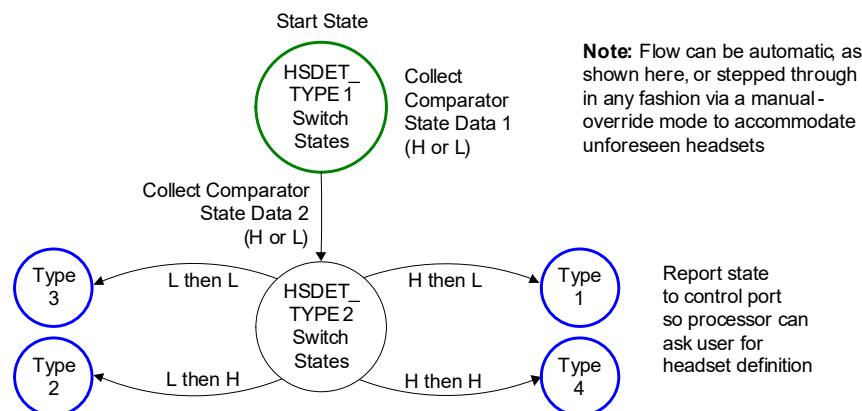 Start State
HSDET_
TYPE 1
Switch
States
Collect
Comparator
State Data 1
(H or L)
Note: Flow can be automatic, as
shown here, or stepped through
in any fashion via a manual-
override mode to accommodate
unforeseen headsets
Collect Comparator
State Data 2
(H or L)
Type
3
L then L
HSDET_
TYPE 2
Switch
States
H then L
Type
1
Type
2
L then H
H then H
Type
4
Report state
to control port
so processor can
ask user for
headset definition